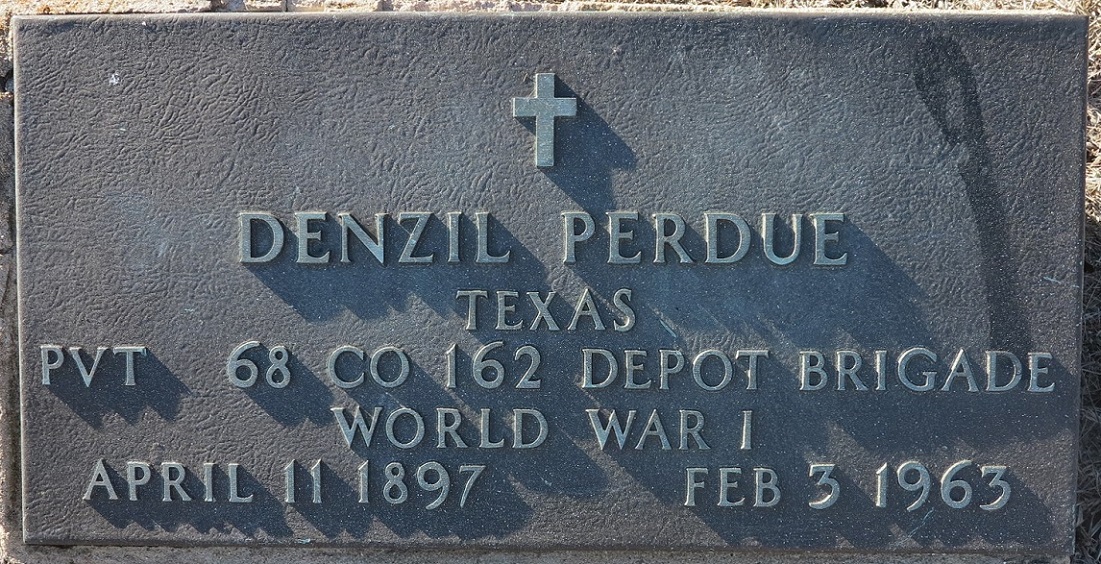 DENZIL PERDUE
TEXAS
PVT 68 CO 162 DEPOT BRIGADE
WORLD WAR I
APRIL 11 1897 FEB 3 1963